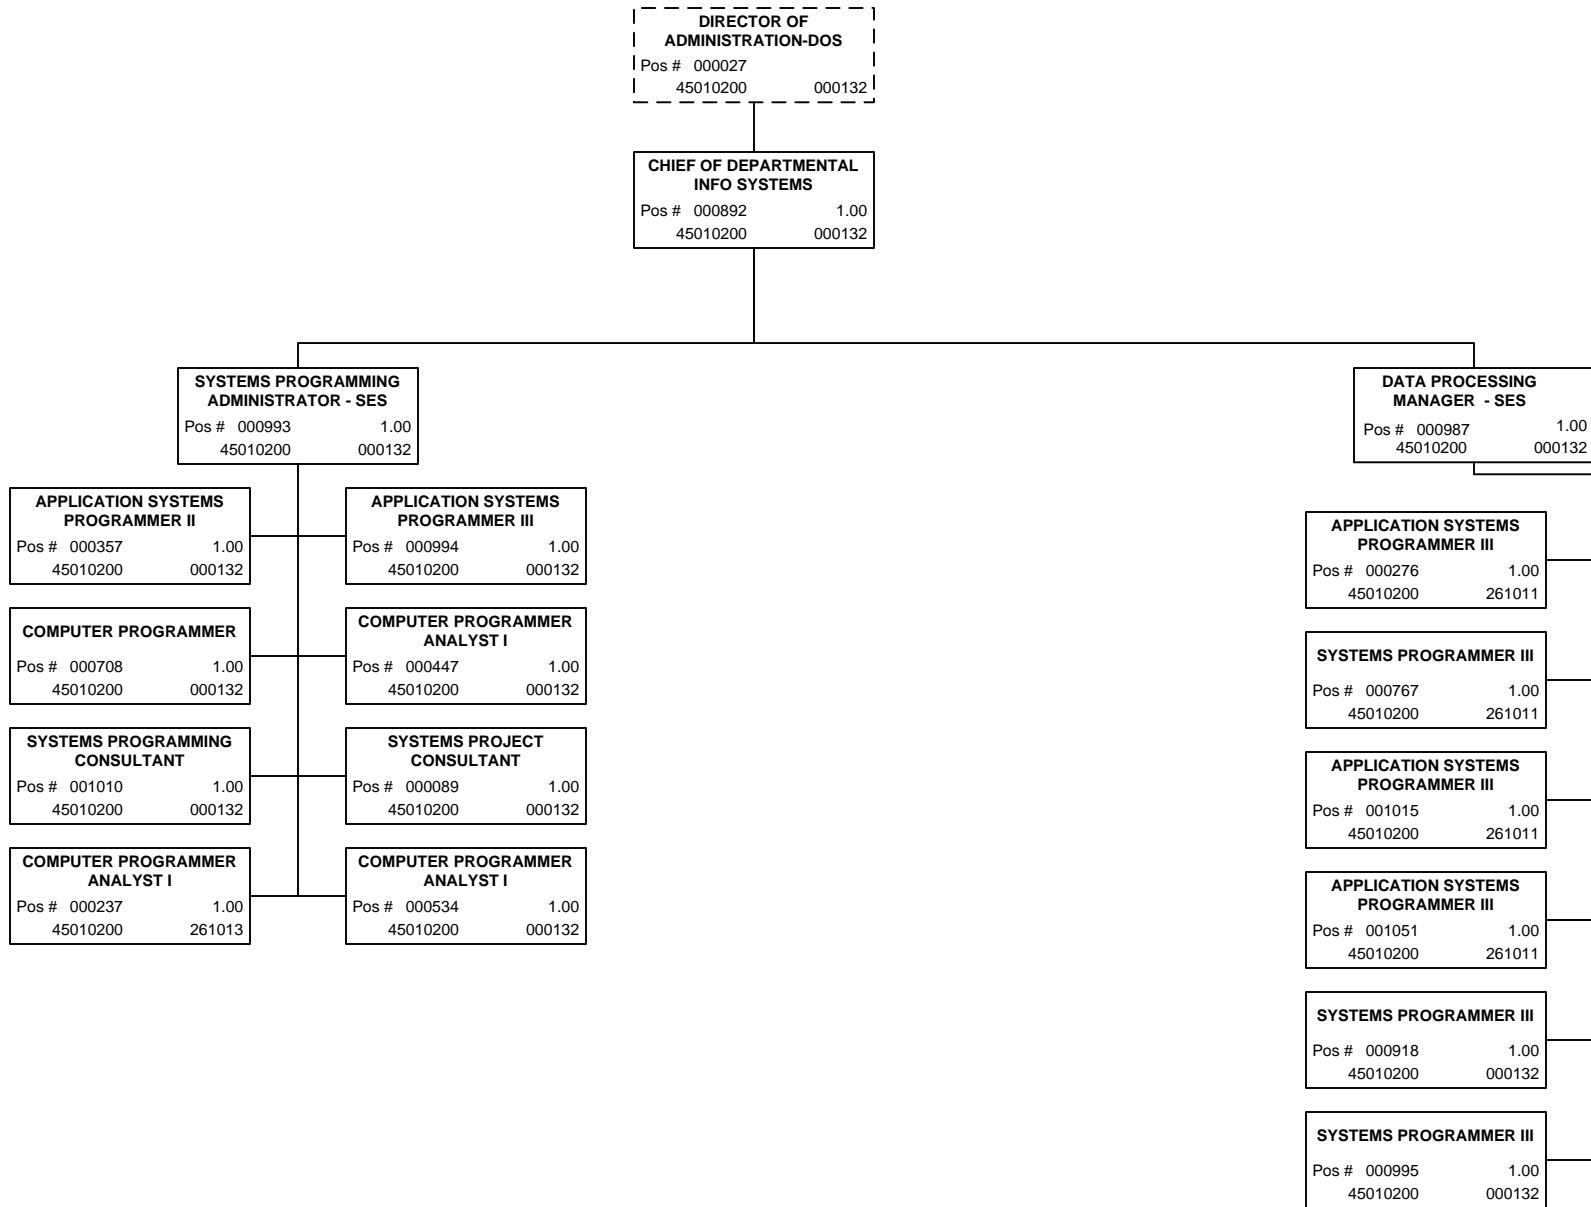 DIRECTOR OF
ADMINISTRATION-DOS
Pos # 000027
45010200 000132
CHIEF OF DEPARTMENTAL
INFO SYSTEMS
Pos # 000892 1.00
45010200 000132
SYSTEMS PROGRAMMING
ADMINISTRATOR - SES
Pos # 000993 1.00
45010200 000132
APPLICATION SYSTEMS
PROGRAMMER II
Pos # 000357 1.00
45010200 000132
APPLICATION SYSTEMS
PROGRAMMER III
Pos # 000994 1.00
45010200 000132
COMPUTER PROGRAMMER
Pos # 000708 1.00
45010200 000132
COMPUTER PROGRAMMER
ANALYST I
Pos # 000447 1.00
45010200 000132
SYSTEMS PROGRAMMING
CONSULTANT
Pos # 001010 1.00
45010200 000132
SYSTEMS PROJECT
CONSULTANT
Pos # 000089 1.00
45010200 000132
COMPUTER PROGRAMMER
ANALYST I
Pos # 000237 1.00
45010200 261013
COMPUTER PROGRAMMER
ANALYST I
Pos # 000534 1.00
45010200 000132
DATA PROCESSING
MANAGER - SES
Pos # 000987 1.00
45010200 000132
APPLICATION SYSTEMS
PROGRAMMER III
Pos # 000276 1.00
45010200 261011
SYSTEMS PROGRAMMER III
Pos # 000767 1.00
45010200 261011
APPLICATION SYSTEMS
PROGRAMMER III
Pos # 001015 1.00
45010200 261011
APPLICATION SYSTEMS
PROGRAMMER III
Pos # 001051 1.00
45010200 261011
SYSTEMS PROGRAMMER III
Pos # 000918 1.00
45010200 000132
SYSTEMS PROGRAMMER III
Pos # 000995 1.00
45010200 000132